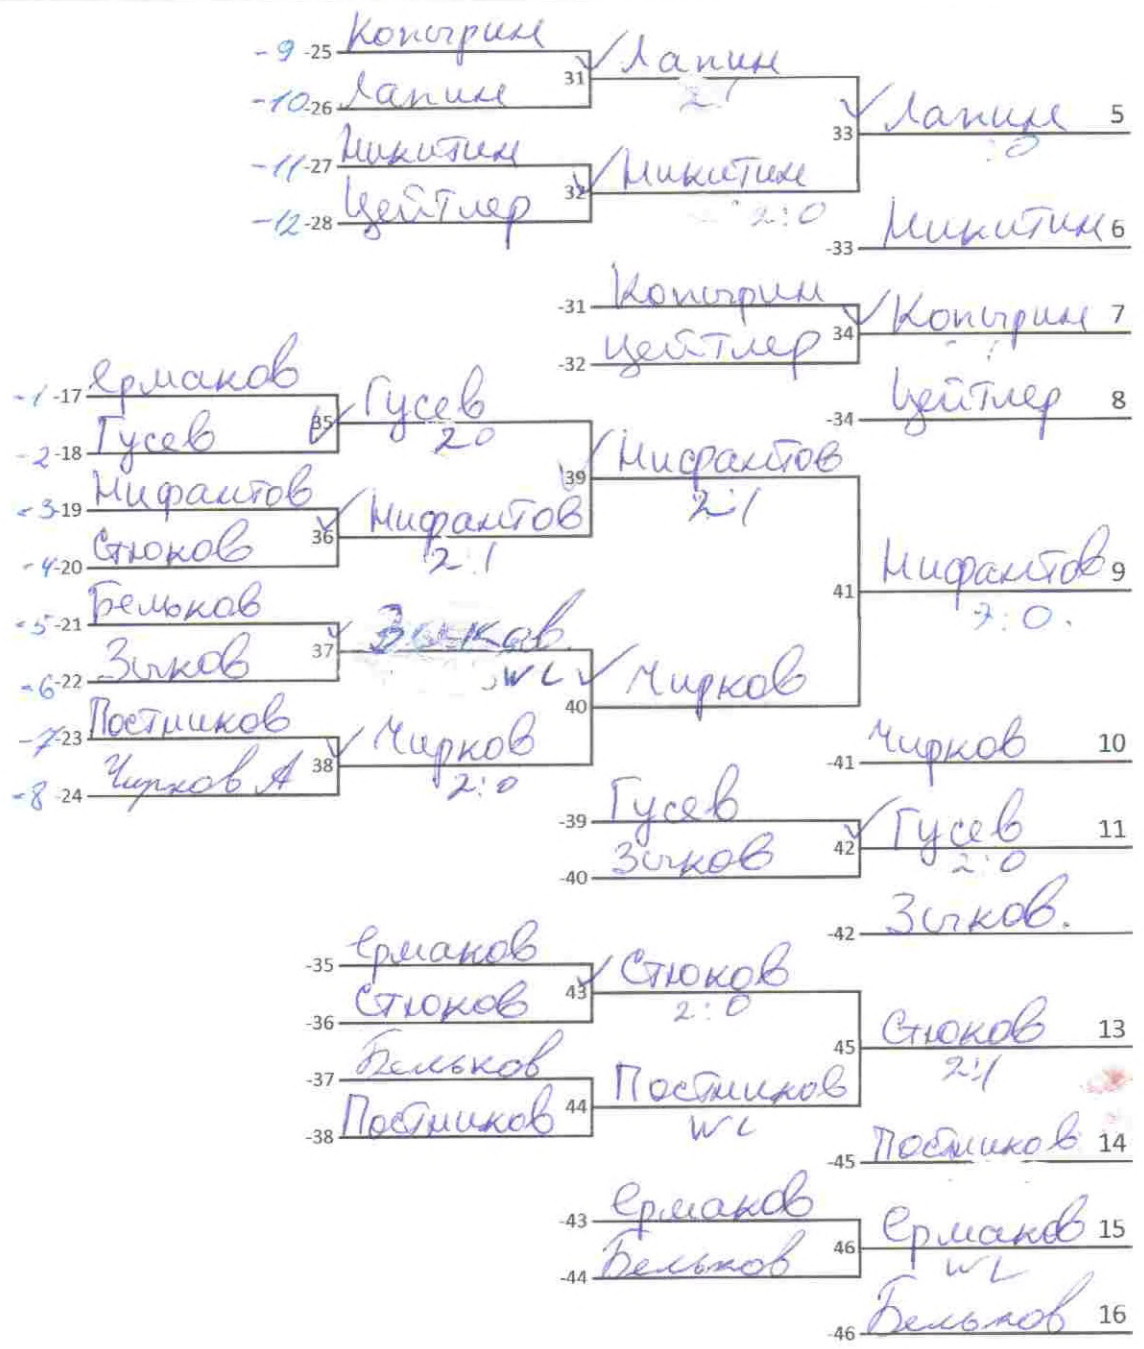 -9 -25 Копырин
31 Лапин
2:
-10 -26 Лапин
33 Лапин 5
:0
-11 -27 Никитин
32 Никитин
2:0
-12 -28 Цейтлер
-33 Никитин 6
-31 Копырин
34 Копырин 7
-32 Цейтлер
-34 Цейтлер 8
-1 -17 Ермаков
35 Гусев
20
-2 -18 Гусев
39 Нифантов
2:1
-3 -19 Нифантов
36 Нифантов
2:1
-4 -20 Стюков
41 Нифантов 9
:0.
-5 -21 Бельков
37 Зыков.
WL
-6 -22 Зыков
40 Чирков
-7 -23 Постников
38 Чирков
2:0
-8 -24 Чирков А
-41 Чирков 10
-39 Гусев
42 Гусев 11
2:0
-40 Зыков
-42 Зыков.
-35 Ермаков
43 Стюков
2:0
-36 Стюков
45 Стюков 13
2:1
-37 Бельков
44 Постников
WL
-38 Постников
-45 Постников 14
-43 Ермаков
46 Ермаков 15
WL
-44 Бельков
-46 Бельков 16